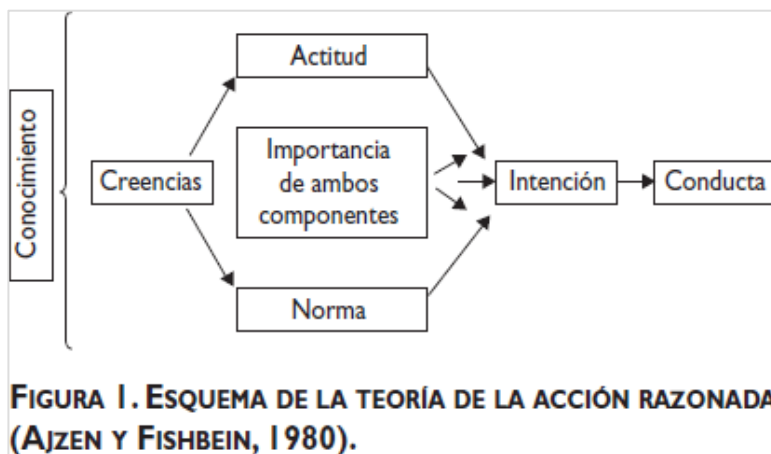 Conocimiento
Creencias
Actitud
Importancia
de ambos
componentes
Norma
Intención
Conducta
FIGURA 1. ESQUEMA DE LA TEORÍA DE LA ACCIÓN RAZONADA
(AJZEN Y FISHBEIN, 1980).